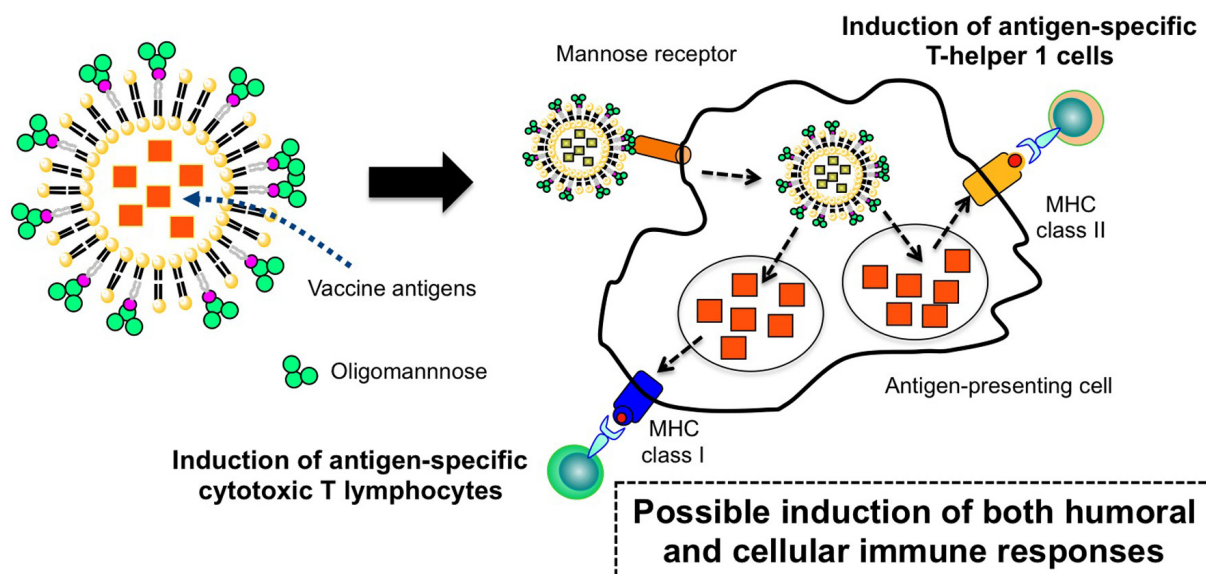 Vaccine antigens
Oligomannnose
Mannose receptor
Induction of antigen-specific
T-helper 1 cells
MHC
class II
Antigen-presenting cell
MHC
class I
Induction of antigen-specific
cytotoxic T lymphocytes
Possible induction of both humoral
and cellular immune responses